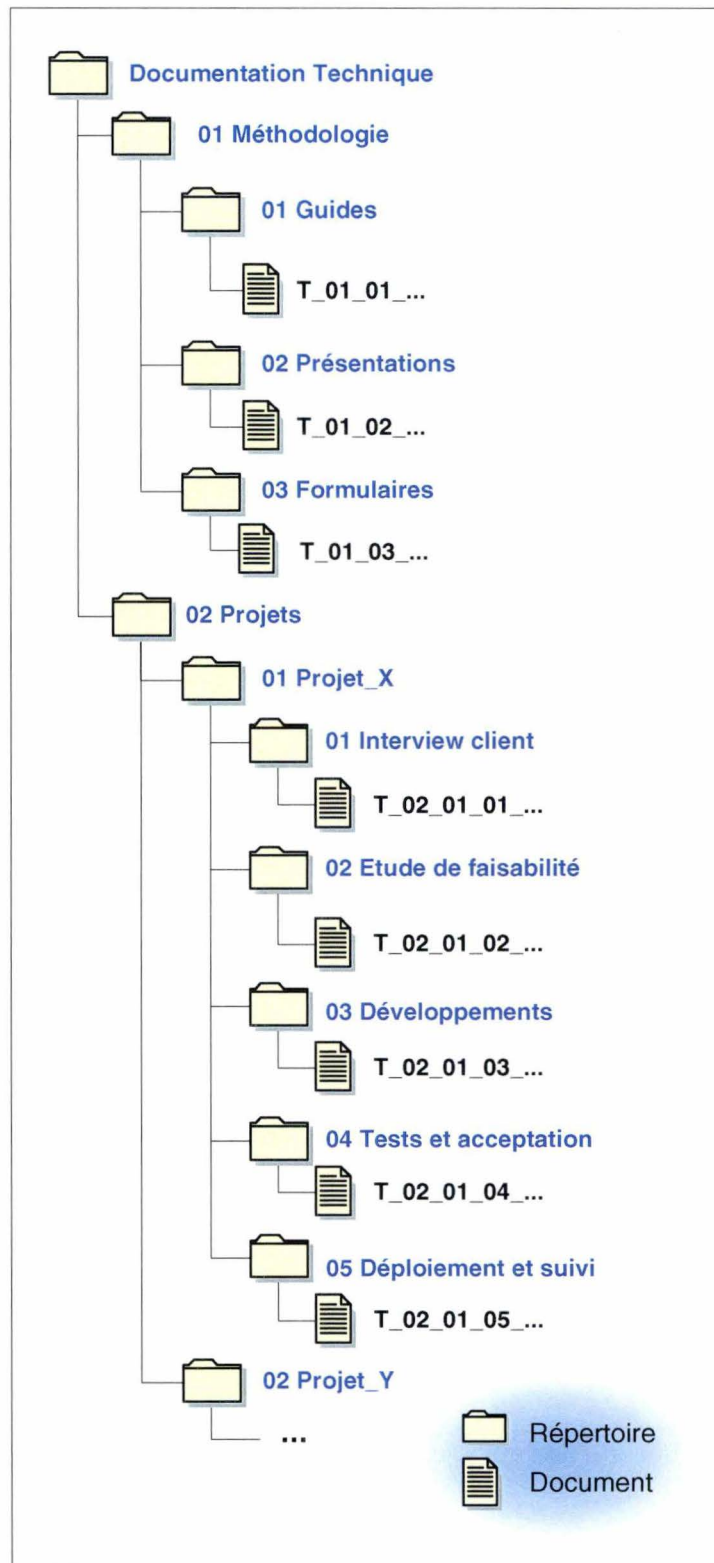 Documentation Technique
01 Méthodologie
01 Guides
T_01_01_...
02 Présentations
T_01_02_...
03 Formulaires
T_01_03_...
02 Projets
01 Projet_X
01 Interview client
T_02_01_01_...
02 Etude de faisabilité
T_02_01_02_...
03 Développements
T_02_01_03_...
04 Tests et acceptation
T_02_01_04_...
05 Déploiement et suivi
T_02_01_05_...
02 Projet_Y
...
Répertoire
Document